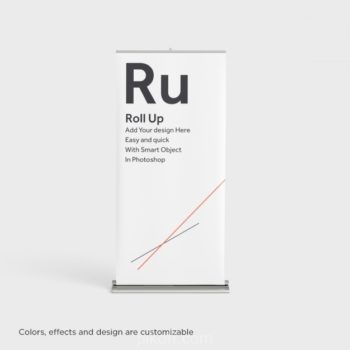 Ru
Roll Up
Add Your design Here
Easy and quick
With Smart Object
In Photoshop
Colors, effects and design are customizable